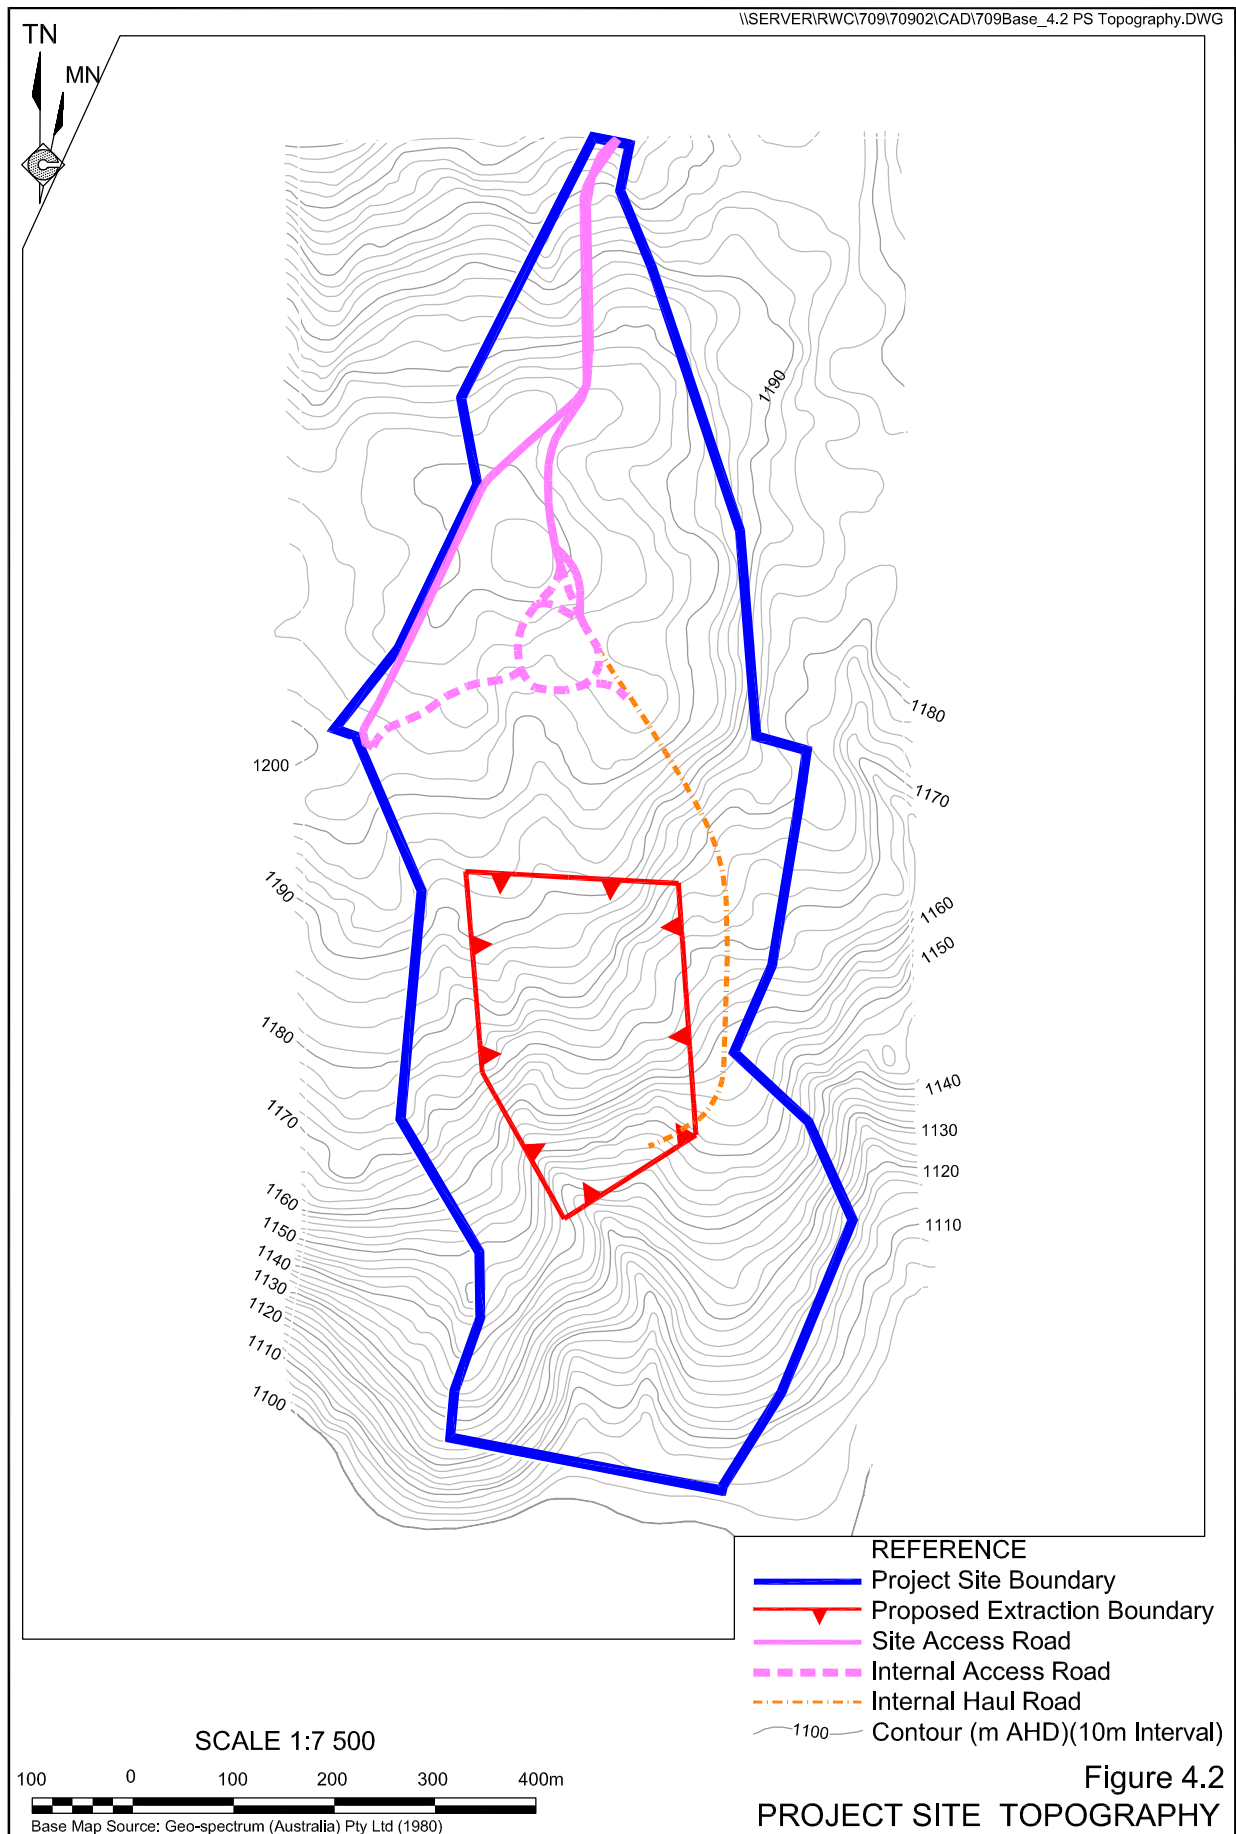 \\SERVER\RWC\709\70902\CAD\709Base_4.2 PS Topography.DWG
TN
MN
1190
1180
1200
1170
1190
1160
1150
1180
1140
1170
1130
1120
1160
1110
1150
1140
1130
1120
1110
1100
REFERENCE
Project Site Boundary
Proposed Extraction Boundary
Site Access Road
Internal Access Road
Internal Haul Road
1100 Contour (m AHD)(10m Interval)
SCALE 1:7 500
100 0 100 200 300 400m
Base Map Source: Geo-spectrum (Australia) Pty Ltd (1980)
Figure 4.2
PROJECT SITE TOPOGRAPHY